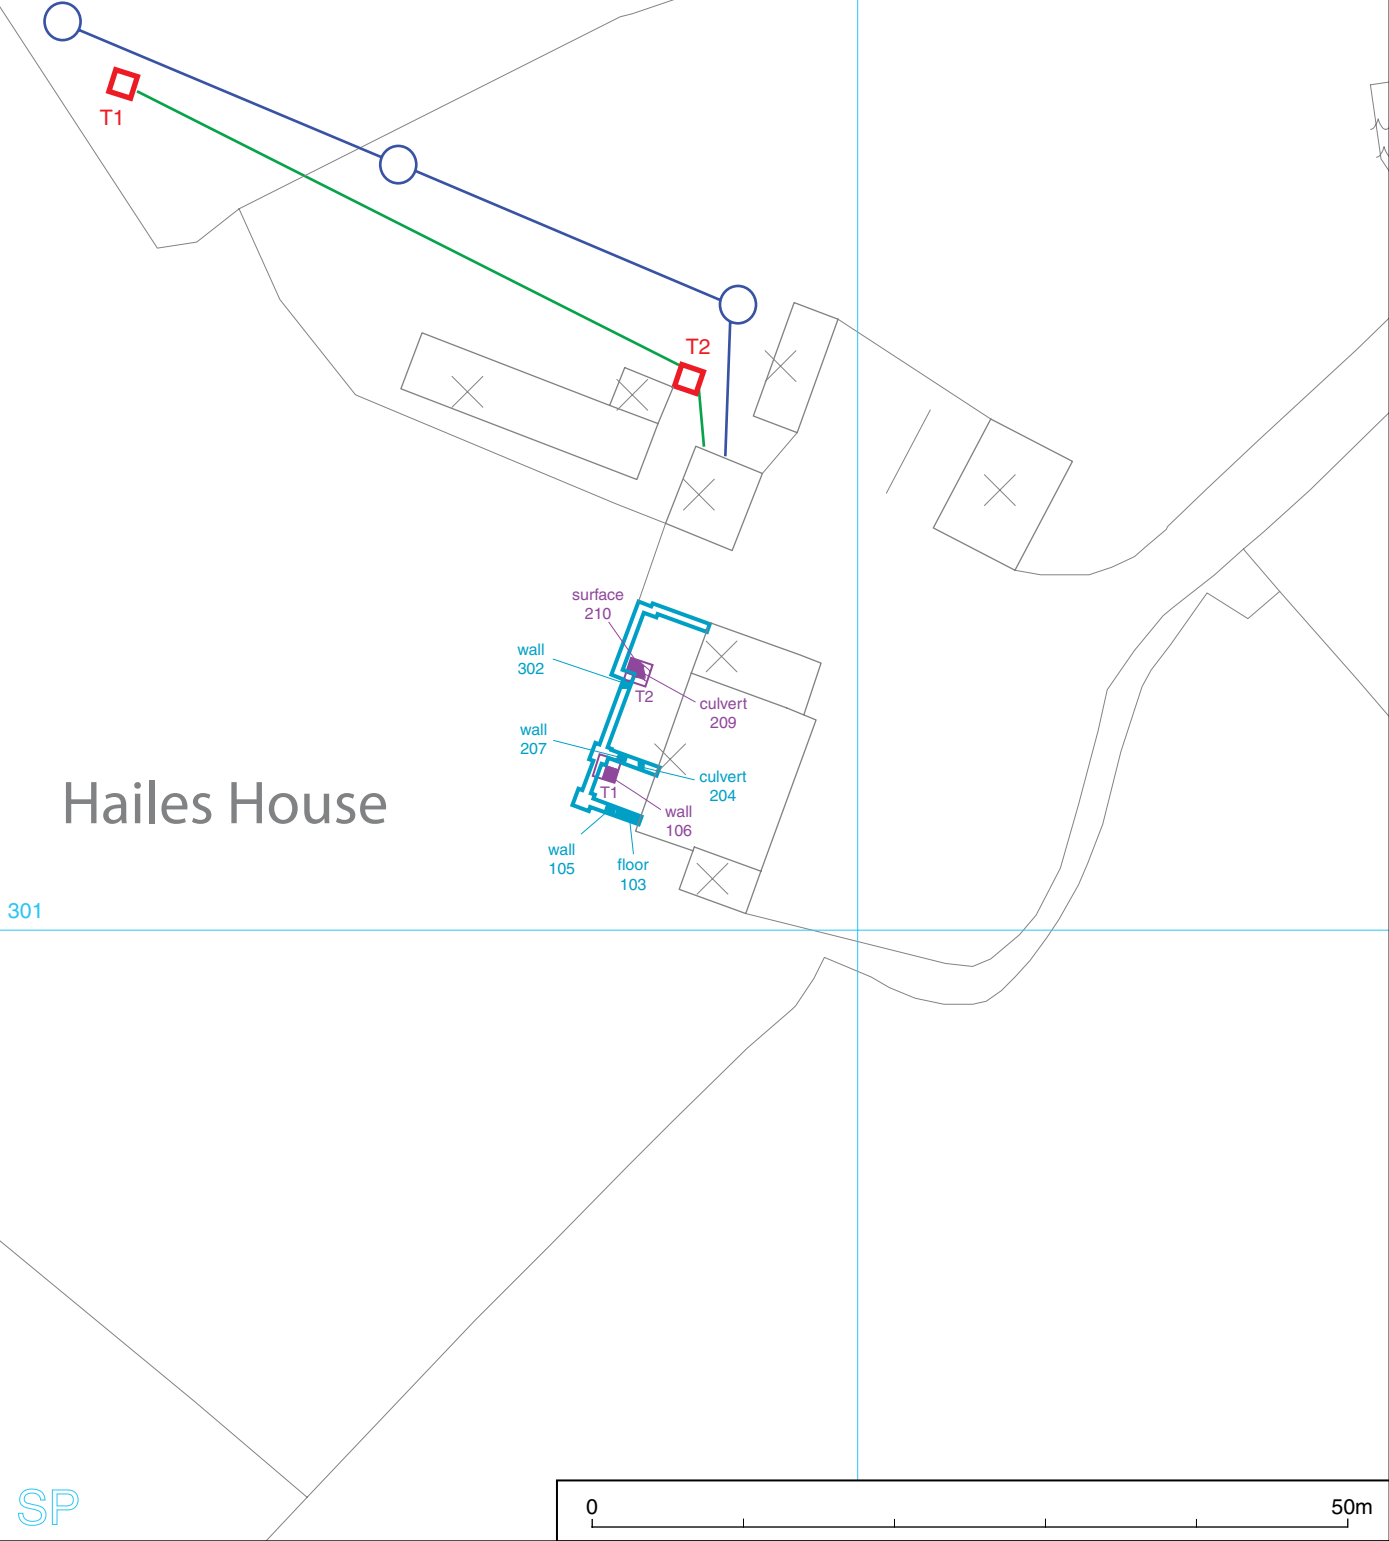 T1
T2
surface
210
wall
302
T2
culvert
209
wall
207
culvert
204
T1
wall
106
Hailes House
wall
105
floor
103
301
SP
0
50m